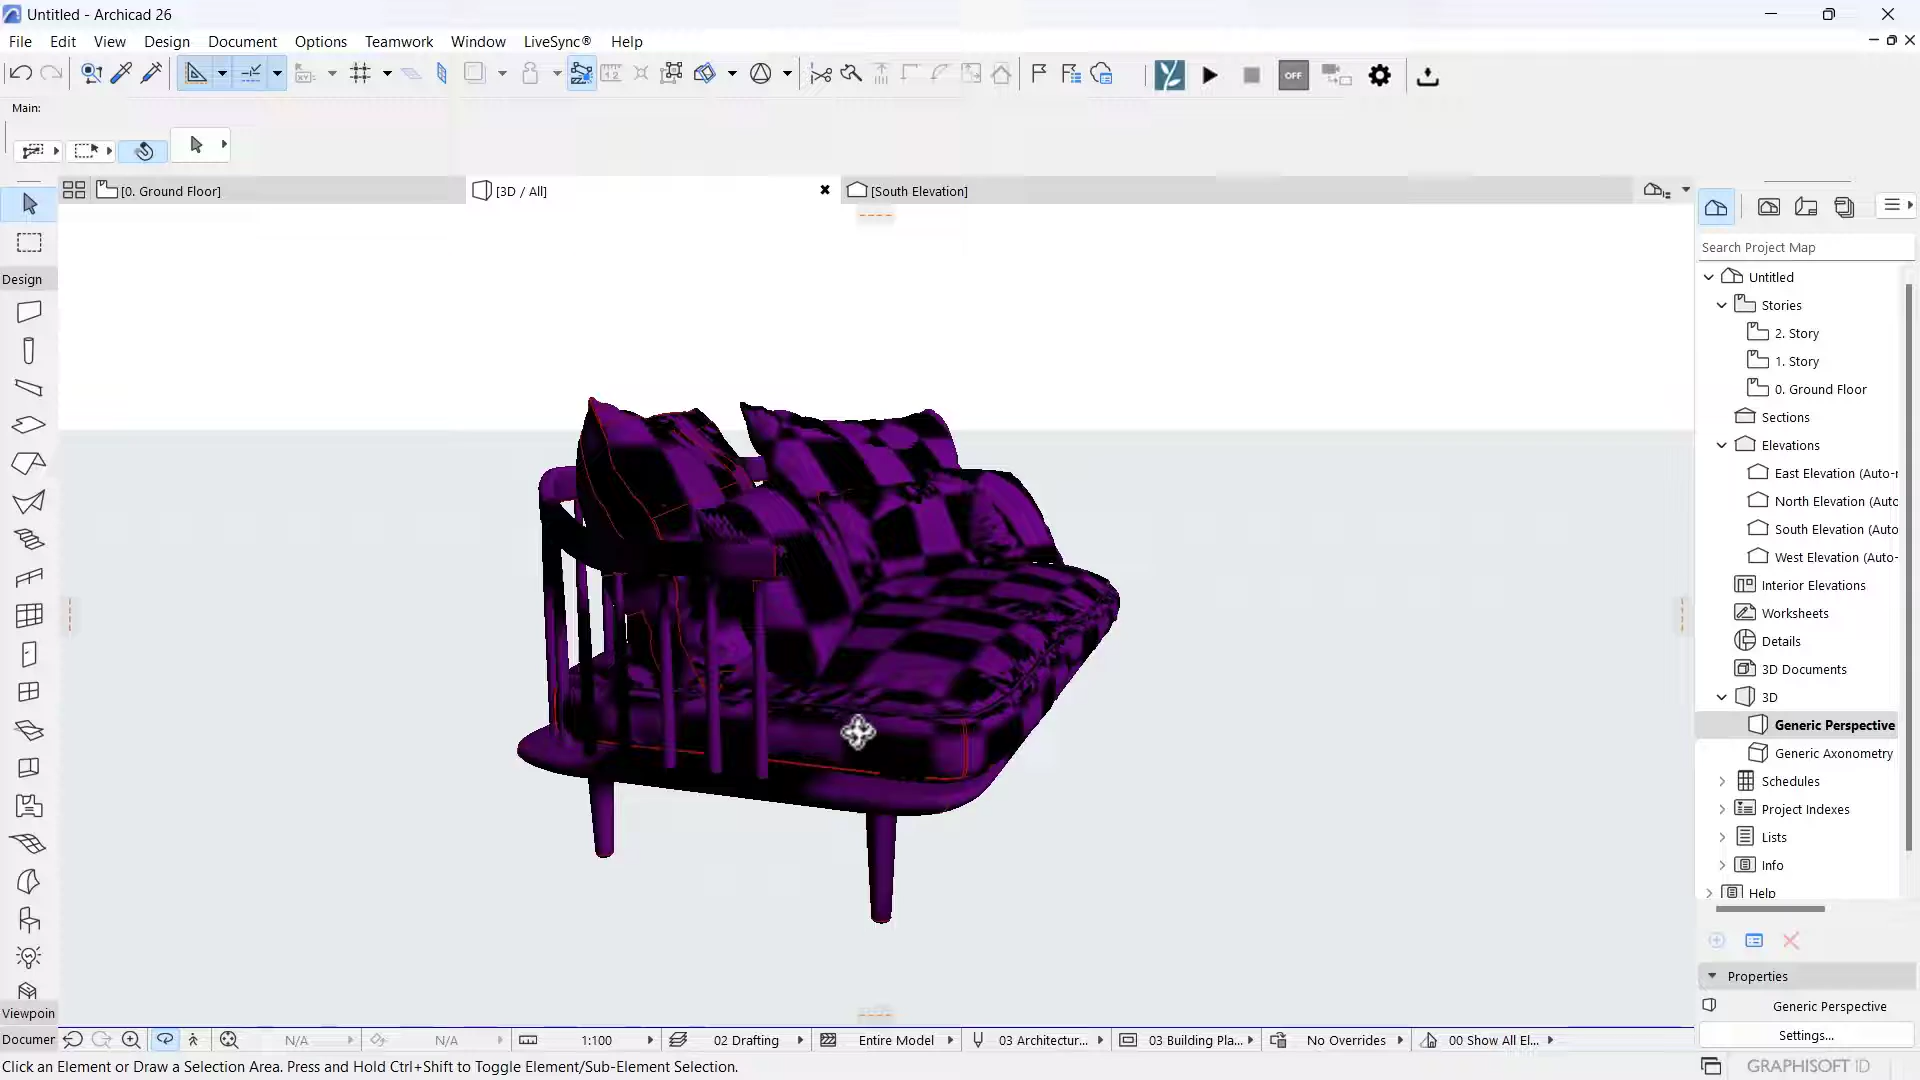 Untitled - Archicad 26
File Edit View Design Document Options Teamwork Window LiveSync® Help
OFF
Main:
[0. Ground Floor] [3D / All] [South Elevation]
Search Project Map
Untitled
Stories
2. Story
1. Story
0. Ground Floor
Sections
Elevations
East Elevation (Auto-r
North Elevation (Auto
South Elevation (Auto
West Elevation (Auto-
Interior Elevations
Worksheets
Details
3D Documents
3D
Generic Perspective
Generic Axonometry
Schedules
Project Indexes
Lists
Info
Help
Properties
Generic Perspective
Settings...
Design
Viewpoin
Documer
N/A N/A 1:100 02 Drafting Entire Model 03 Architectur... 03 Building Pla... No Overrides 00 Show All El...
Click an Element or Draw a Selection Area. Press and Hold Ctrl+Shift to Toggle Element/Sub-Element Selection.
GRAPHISOFT ID